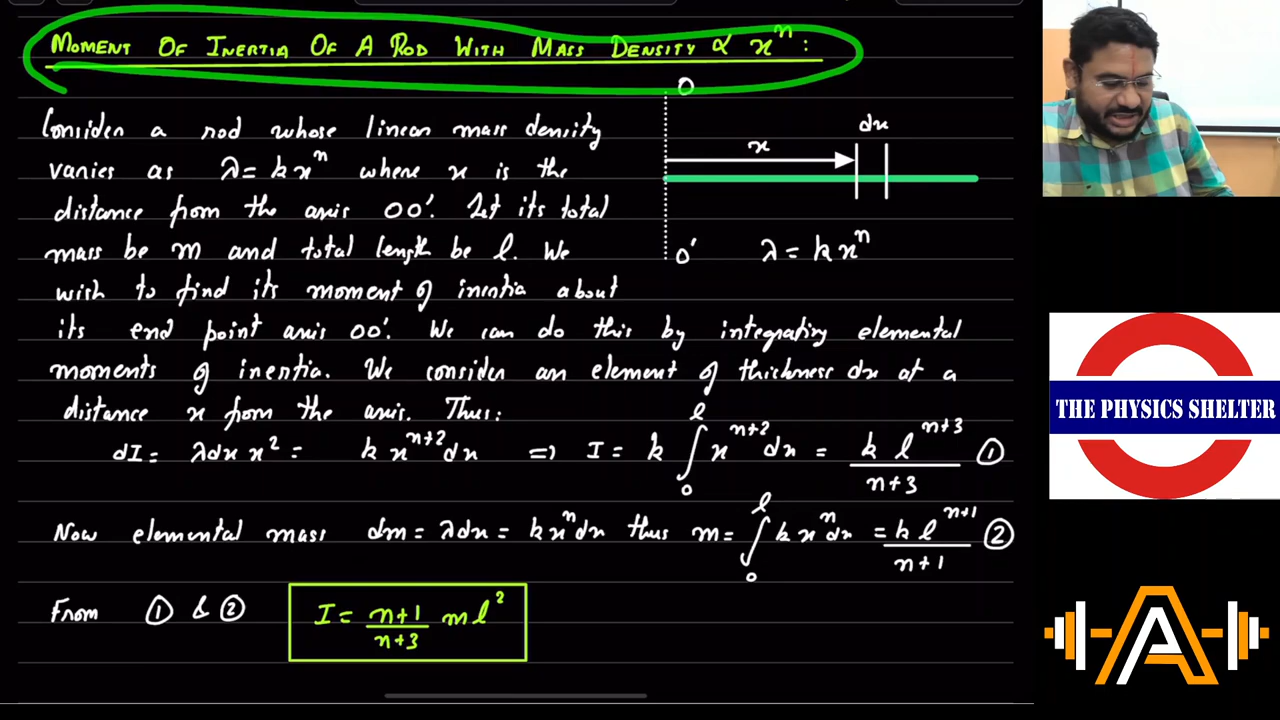 MOMENT OF INERTIA OF A ROD WITH MASS DENSITY ∝ xⁿ:
O
Consider a rod whose linear mass density
dx
x
varies as λ = kxⁿ where x is the
distance from the axis OO'. Let its total
mass be m and total length be l. We
O' λ = kxⁿ
wish to find its moment of inertia about
its end point axis OO'. We can do this by integrating elemental
moments of inertia. We consider an element of thickness dx at a
distance x from the axis. Thus:
dI = λdx x² = k xⁿ⁺² dx ⇒ I = k ∫₀ˡ xⁿ⁺² dx = k lⁿ⁺³ / n+3 ①
Now elemental mass dm = λdx = kxⁿdx thus m = ∫₀ˡ k xⁿ dx = k lⁿ⁺¹ / n+1 ②
From ① & ② I = n+1 / n+3 ml²
THE PHYSICS SHELTER
A